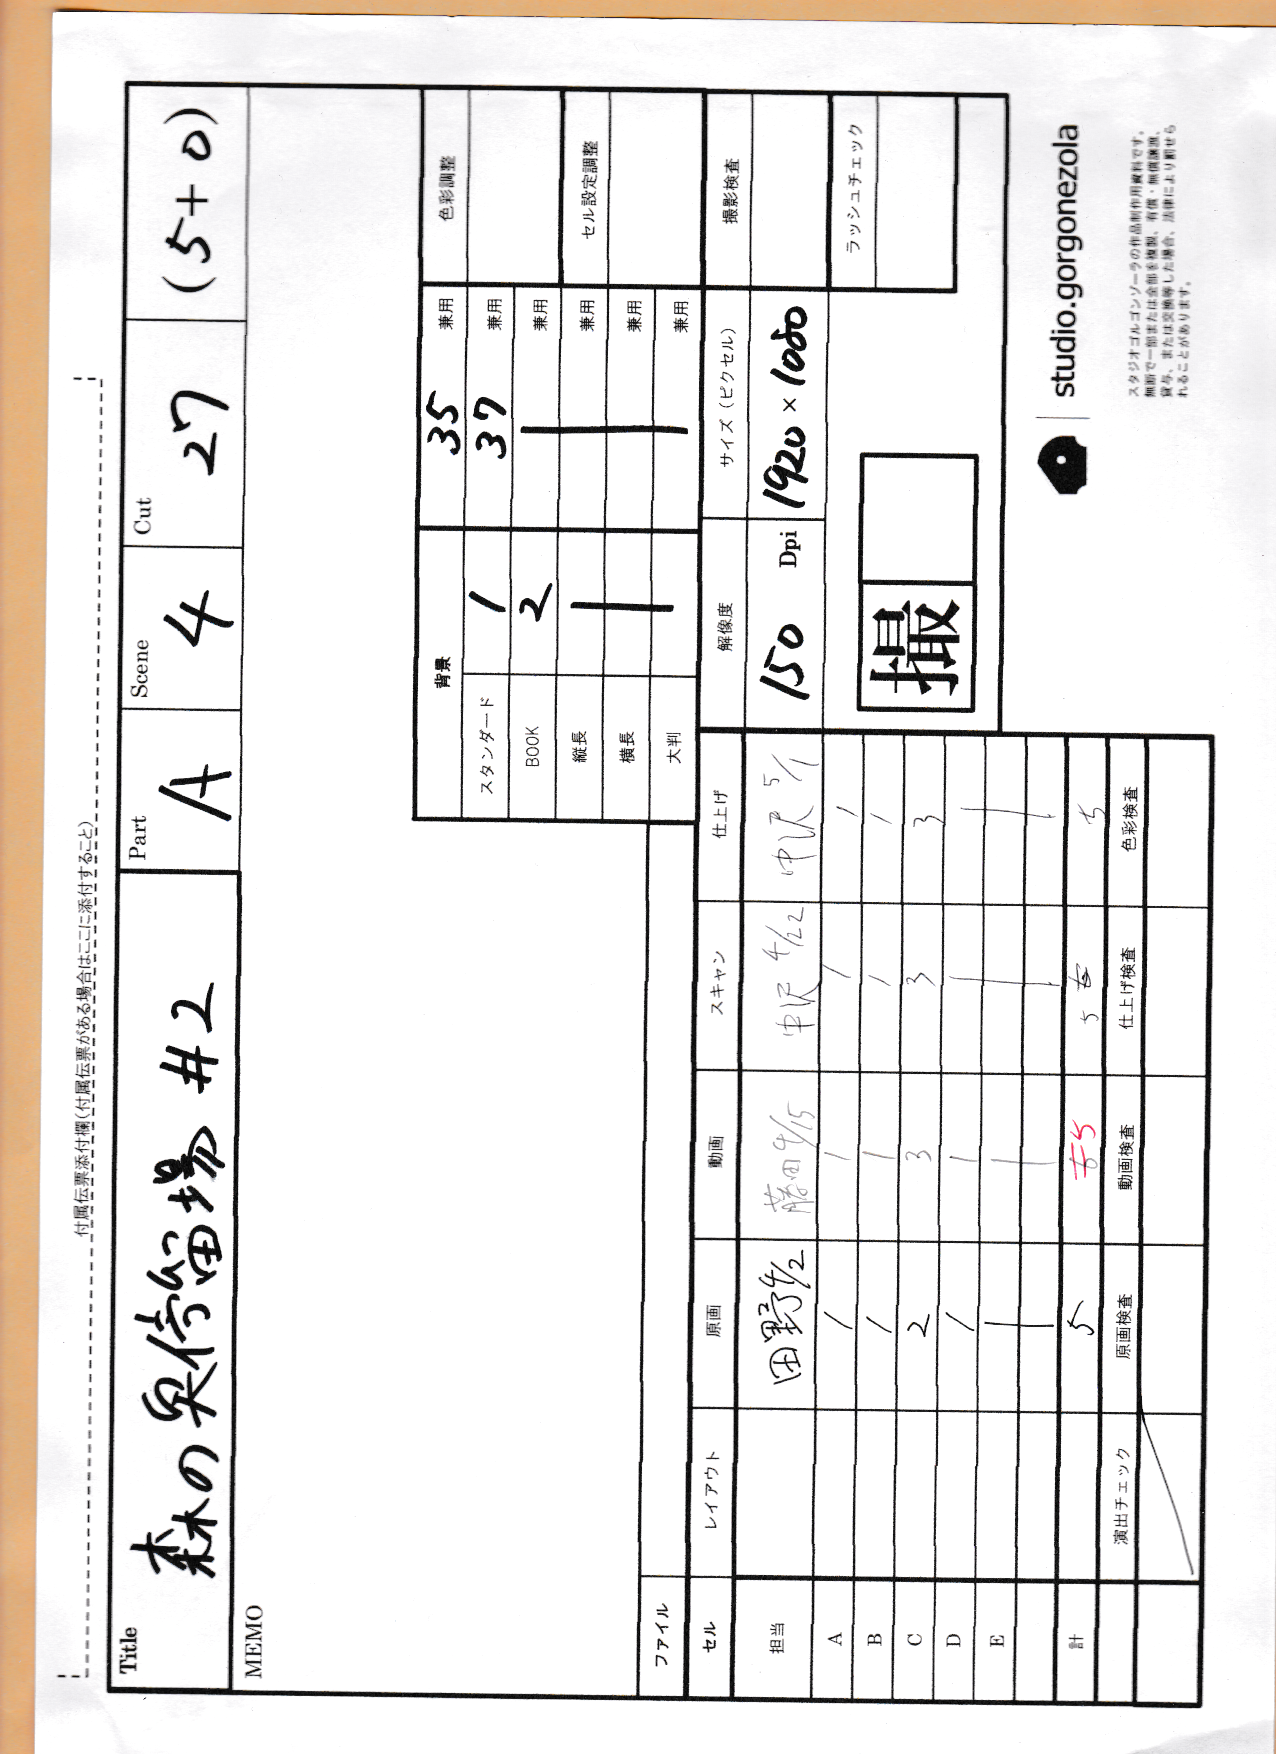 付属伝票添付欄(付属伝票がある場合はここに添付すること)
Title 森の奥停留場 #2
Part A
Scene 4
Cut 27
(5+0)
MEMO
背景 35 兼用
スタンダード 1 37 兼用
BOOK 2 兼用
縦長 兼用
横長 兼用
大判 兼用
色彩調整
セル設定調整
解像度 サイズ(ピクセル)
150 Dpi 1920×1080
撮影検査
ラッシュチェック
撮
ファイル
セル レイアウト 原画 動画 スキャン 仕上げ
担当 田野4/2 藤田4/15 中沢 4/22 中沢 5/1
A 1 1 1 1
B 1 1 1 1
C 2 3 3 3
D 1 1
E
計 5 5 5 5
演出チェック 原画検査 動画検査 仕上げ検査 色彩検査
studio.gorgonezola
スタジオゴルゴンゾーラの作品制作用資料です。
無断で一部または全部を複製、有償・無償譲渡、
貸与、または交換等した場合、法律により罰せら
れることがあります。